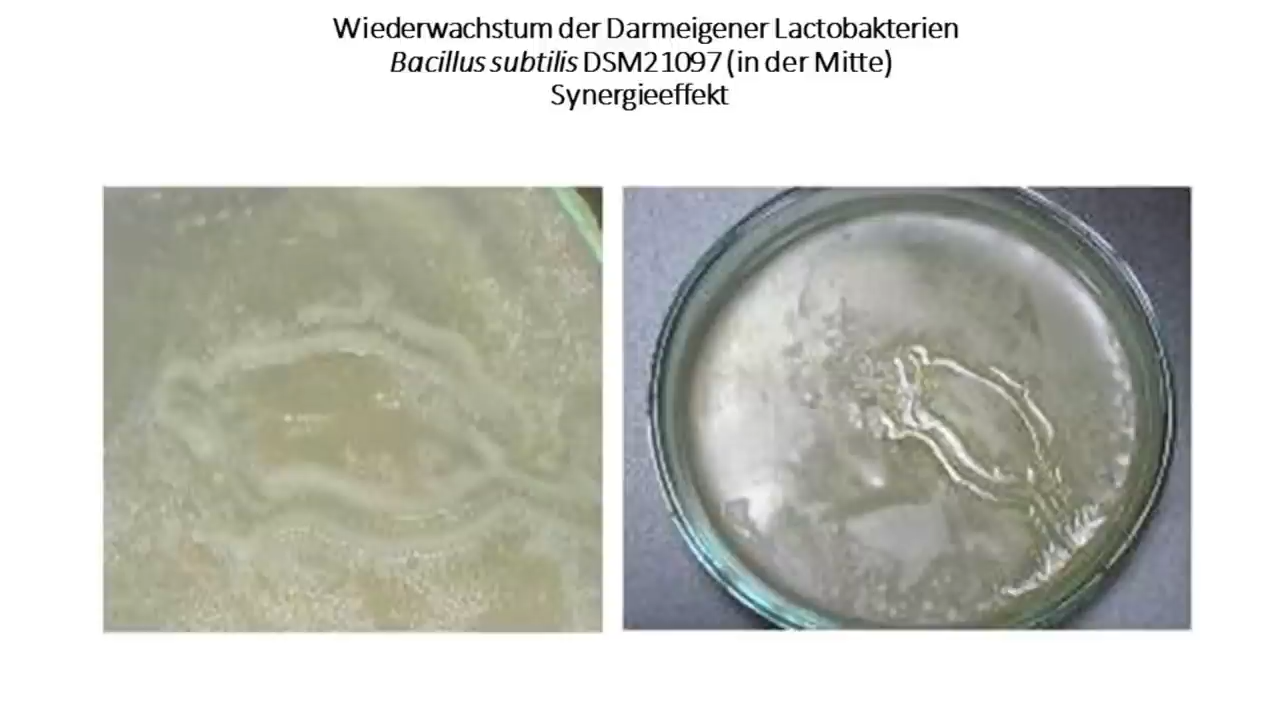 Wiederwachstum der Darmeigener Lactobakterien
Bacillus subtilis DSM21097 (in der Mitte)
Synergieeffekt